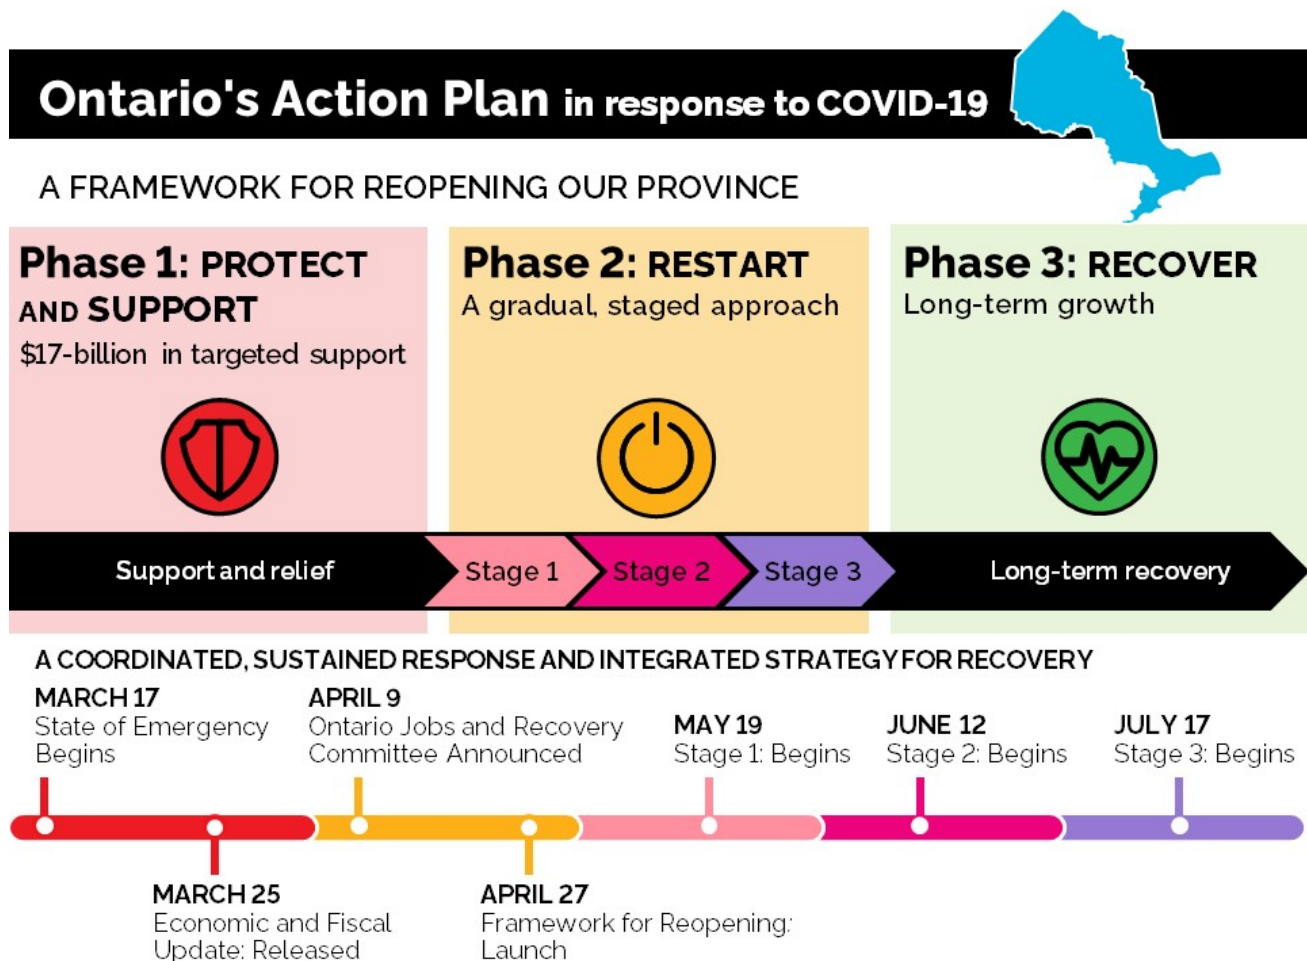 Ontario's Action Plan in response to COVID-19
A FRAMEWORK FOR REOPENING OUR PROVINCE
Phase 1: PROTECT
AND SUPPORT
$17-billion in targeted support
Phase 2: RESTART
A gradual, staged approach
Phase 3: RECOVER
Long-term growth
Support and relief
Stage 1
Stage 2
Stage 3
Long-term recovery
A COORDINATED, SUSTAINED RESPONSE AND INTEGRATED STRATEGY FOR RECOVERY
MARCH 17
State of Emergency
Begins
APRIL 9
Ontario Jobs and Recovery
Committee Announced
MAY 19
Stage 1: Begins
JUNE 12
Stage 2: Begins
JULY 17
Stage 3: Begins
MARCH 25
Economic and Fiscal
Update: Released
APRIL 27
Framework for Reopening:
Launch